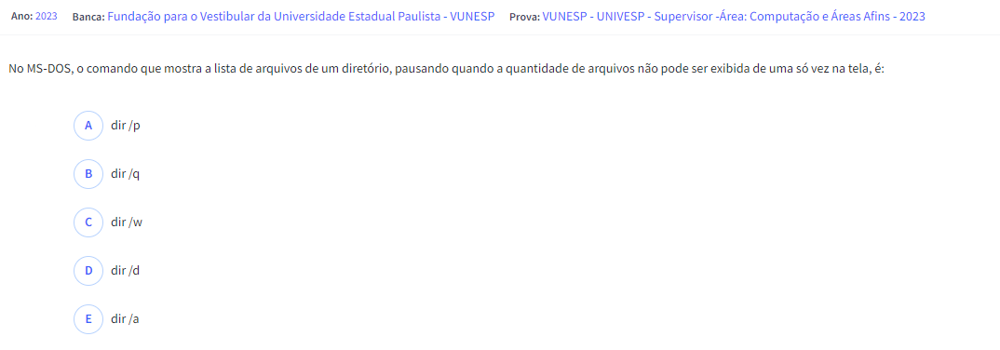 Ano: 2023 Banca: Fundação para o Vestibular da Universidade Estadual Paulista - VUNESP Prova: VUNESP - UNIVESP - Supervisor -Área: Computação e Áreas Afins - 2023
No MS-DOS, o comando que mostra a lista de arquivos de um diretório, pausando quando a quantidade de arquivos não pode ser exibida de uma só vez na tela, é:
A dir /p
B dir /q
C dir /w
D dir /d
E dir /a